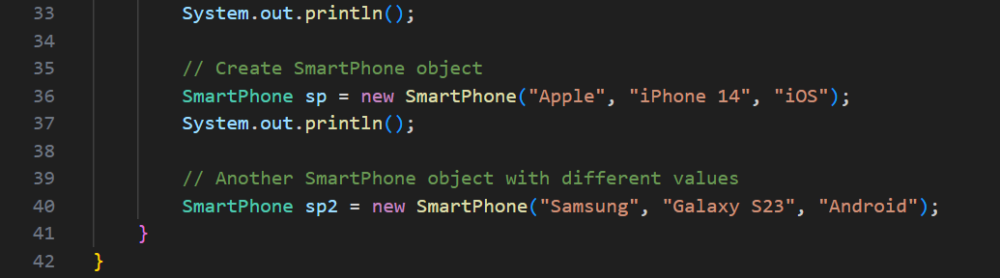 33 System.out.println();
34
35 // Create SmartPhone object
36 SmartPhone sp = new SmartPhone("Apple", "iPhone 14", "iOS");
37 System.out.println();
38
39 // Another SmartPhone object with different values
40 SmartPhone sp2 = new SmartPhone("Samsung", "Galaxy S23", "Android");
41 }
42 }